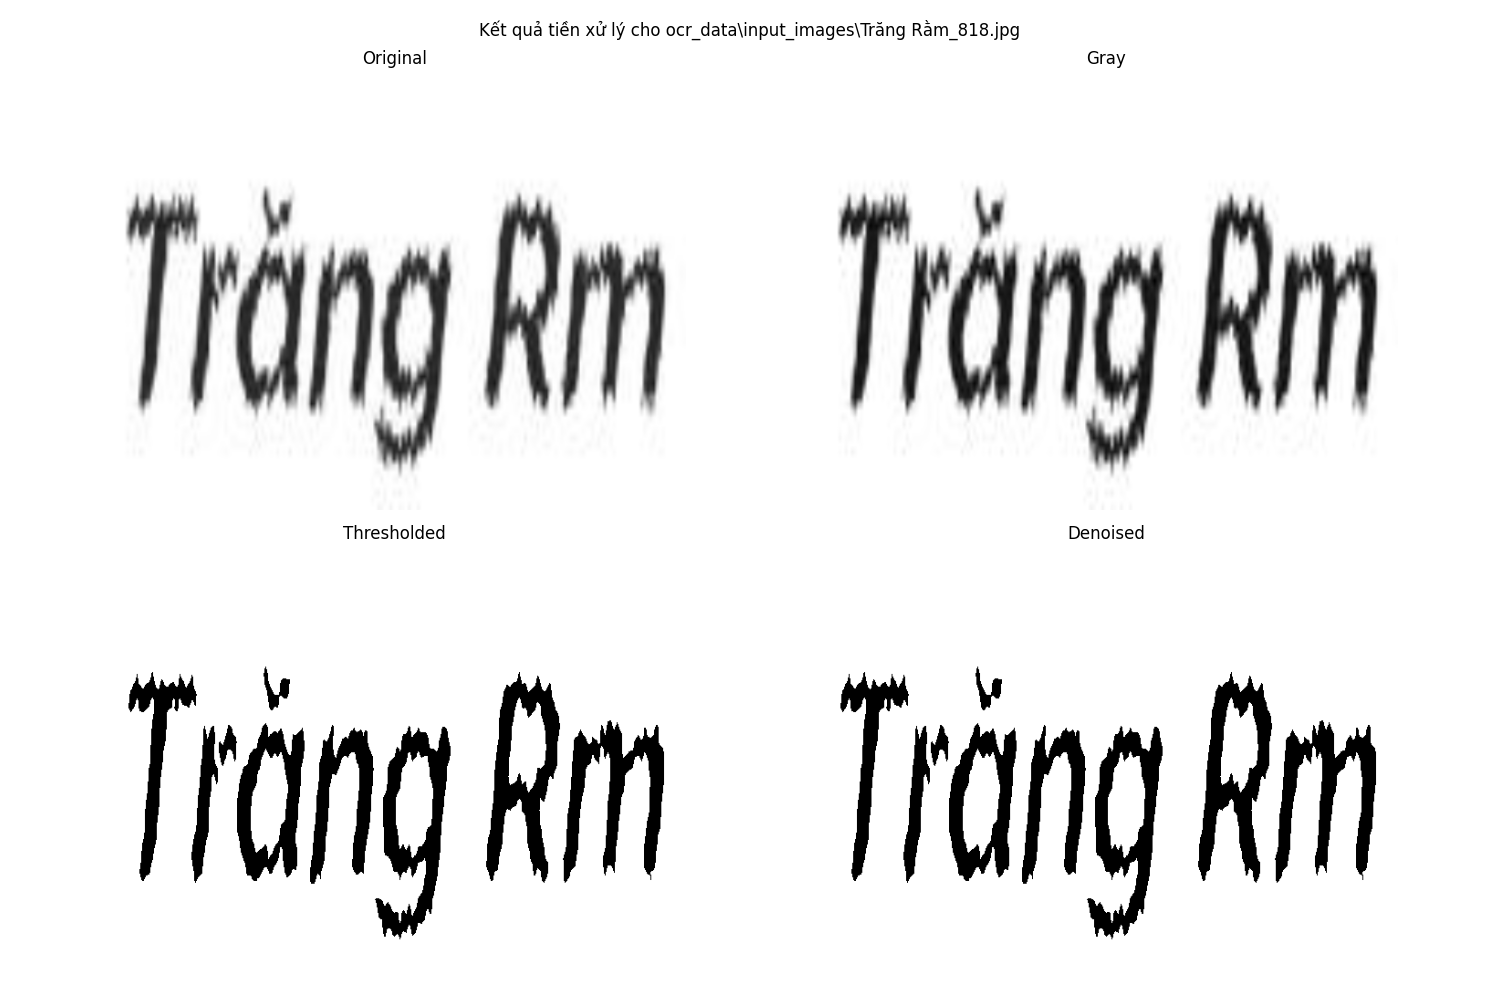 Kết quả tiền xử lý cho ocr_data\input_images\Trăng Rằm_818.jpg
Original
Gray
Trăng Rm
Trăng Rm
Thresholded
Denoised
Trăng Rm
Trăng Rm